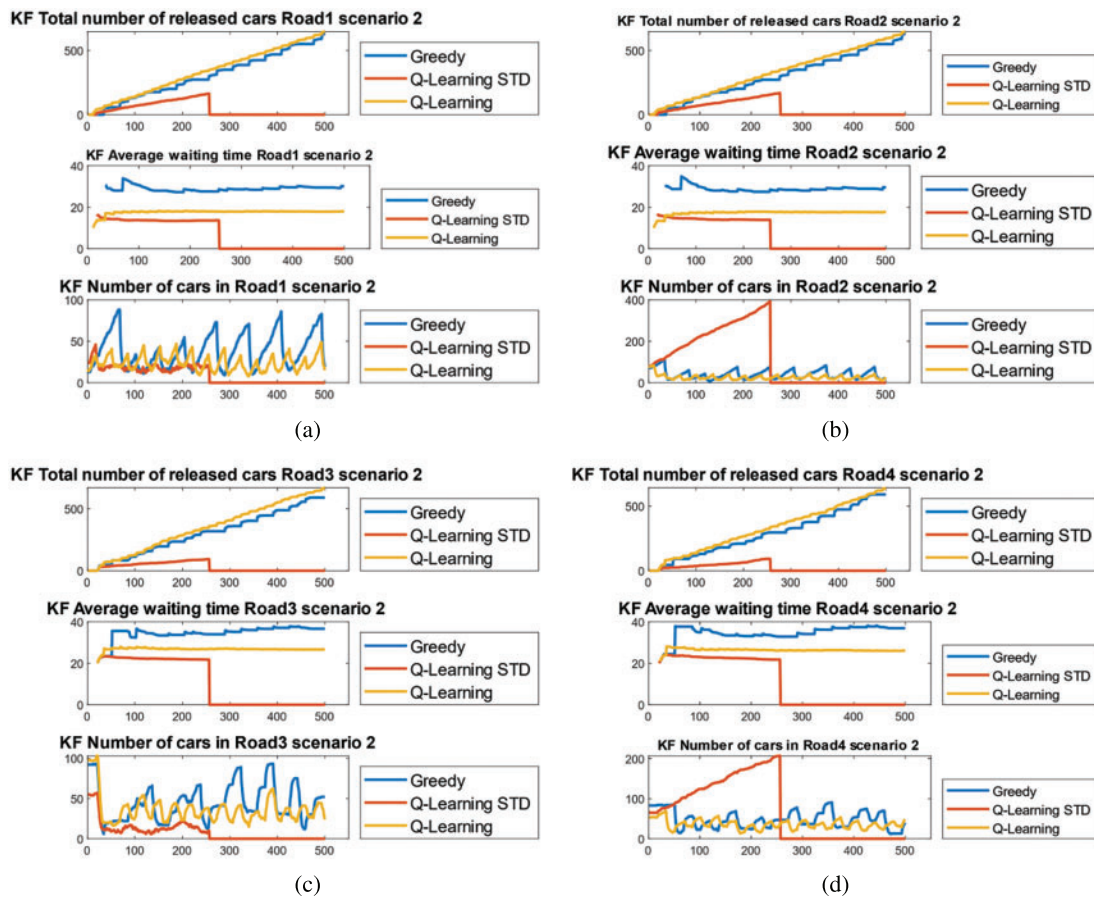 KF Total number of released cars Road1 scenario 2
500
0
0 100 200 300 400 500
Greedy
Q-Learning STD
Q-Learning
KF Average waiting time Road1 scenario 2
40
20
0
0 100 200 300 400 500
Greedy
Q-Learning STD
Q-Learning
KF Number of cars in Road1 scenario 2
100
50
0
0 100 200 300 400 500
Greedy
Q-Learning STD
Q-Learning
(a)
KF Total number of released cars Road2 scenario 2
500
0
0 100 200 300 400 500
Greedy
Q-Learning STD
Q-Learning
KF Average waiting time Road2 scenario 2
40
20
0
0 100 200 300 400 500
Greedy
Q-Learning STD
Q-Learning
KF Number of cars in Road2 scenario 2
400
200
0
0 100 200 300 400 500
Greedy
Q-Learning STD
Q-Learning
(b)
KF Total number of released cars Road3 scenario 2
500
0
0 100 200 300 400 500
Greedy
Q-Learning STD
Q-Learning
KF Average waiting time Road3 scenario 2
40
20
0
0 100 200 300 400 500
Greedy
Q-Learning STD
Q-Learning
KF Number of cars in Road3 scenario 2
100
50
0
0 100 200 300 400 500
Greedy
Q-Learning STD
Q-Learning
(c)
KF Total number of released cars Road4 scenario 2
500
0
0 100 200 300 400 500
Greedy
Q-Learning STD
Q-Learning
KF Average waiting time Road4 scenario 2
40
20
0
0 100 200 300 400 500
Greedy
Q-Learning STD
Q-Learning
KF Number of cars in Road4 scenario 2
200
100
0
0 100 200 300 400 500
Greedy
Q-Learning STD
Q-Learning
(d)